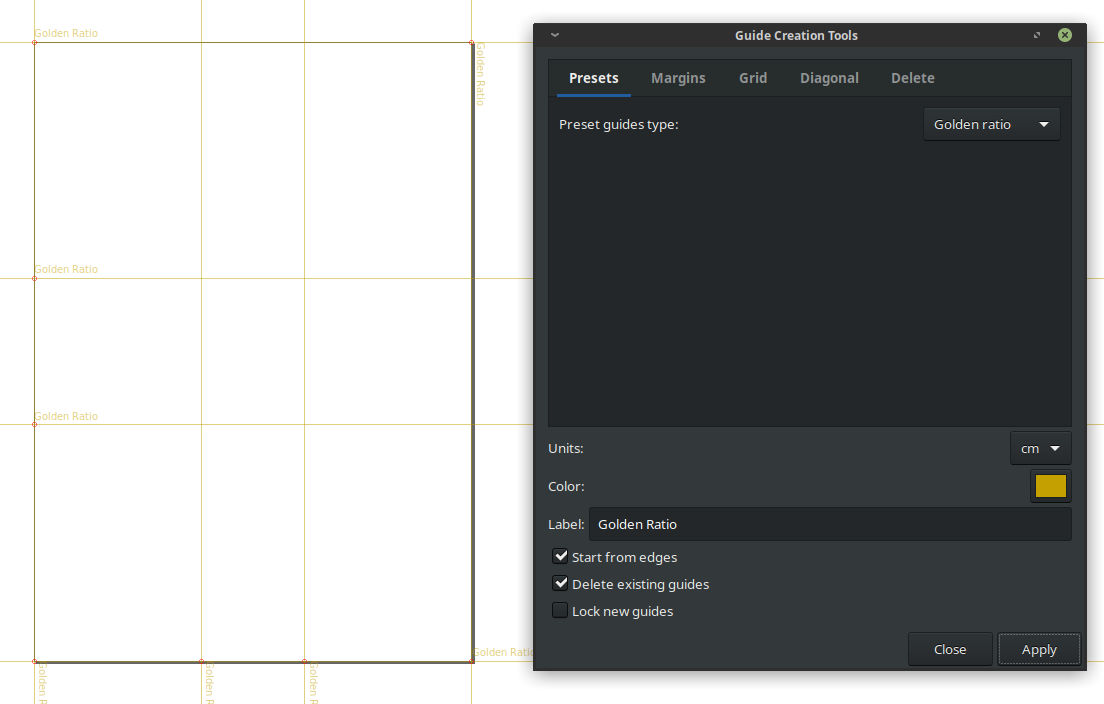 Golden Ratio
Golden Ratio
Golden Ratio
Golden Ratio
Golden Ratio
Golden R
Golden R
Golden R
Guide Creation Tools
Presets Margins Grid Diagonal Delete
Preset guides type: Golden ratio
Units: cm
Color:
Label: Golden Ratio
Start from edges
Delete existing guides
Lock new guides
Close Apply